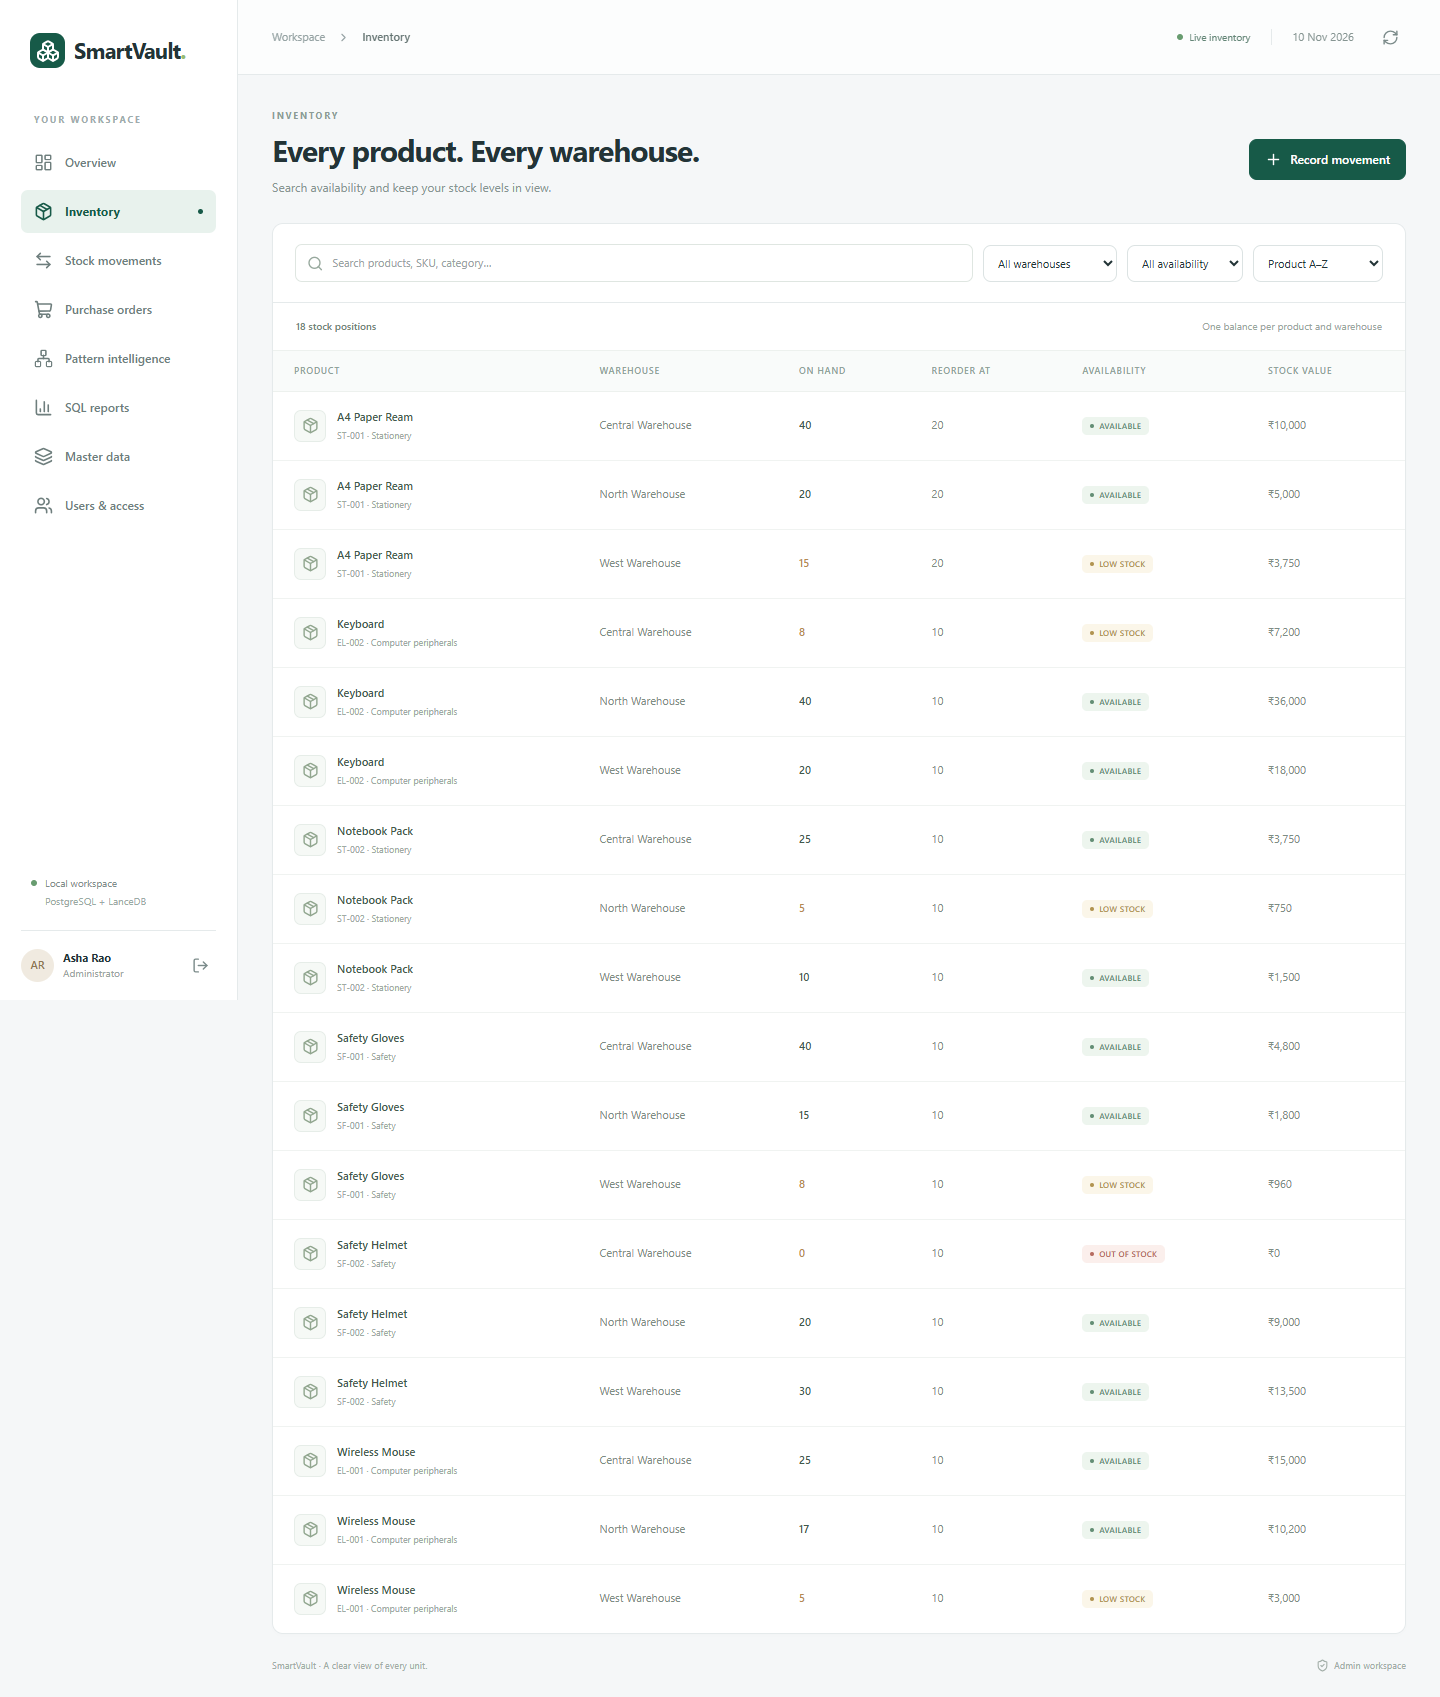 SmartVault.
YOUR WORKSPACE
Overview
Inventory
Stock movements
Purchase orders
Pattern intelligence
SQL reports
Master data
Users & access
Local workspace
PostgreSQL + LanceDB
AR
Asha Rao
Administrator
Workspace > Inventory
Live inventory
10 Nov 2026
INVENTORY
Every product. Every warehouse.
Search availability and keep your stock levels in view.
+ Record movement
Search products, SKU, category...
All warehouses
All availability
Product A–Z
18 stock positions
One balance per product and warehouse
PRODUCT WAREHOUSE ON HAND REORDER AT AVAILABILITY STOCK VALUE
A4 Paper Ream
ST-001 · Stationery
Central Warehouse 40 20 AVAILABLE ₹10,000
A4 Paper Ream
ST-001 · Stationery
North Warehouse 20 20 AVAILABLE ₹5,000
A4 Paper Ream
ST-001 · Stationery
West Warehouse 15 20 LOW STOCK ₹3,750
Keyboard
EL-002 · Computer peripherals
Central Warehouse 8 10 LOW STOCK ₹7,200
Keyboard
EL-002 · Computer peripherals
North Warehouse 40 10 AVAILABLE ₹36,000
Keyboard
EL-002 · Computer peripherals
West Warehouse 20 10 AVAILABLE ₹18,000
Notebook Pack
ST-002 · Stationery
Central Warehouse 25 10 AVAILABLE ₹3,750
Notebook Pack
ST-002 · Stationery
North Warehouse 5 10 LOW STOCK ₹750
Notebook Pack
ST-002 · Stationery
West Warehouse 10 10 AVAILABLE ₹1,500
Safety Gloves
SF-001 · Safety
Central Warehouse 40 10 AVAILABLE ₹4,800
Safety Gloves
SF-001 · Safety
North Warehouse 15 10 AVAILABLE ₹1,800
Safety Gloves
SF-001 · Safety
West Warehouse 8 10 LOW STOCK ₹960
Safety Helmet
SF-002 · Safety
Central Warehouse 0 10 OUT OF STOCK ₹0
Safety Helmet
SF-002 · Safety
North Warehouse 20 10 AVAILABLE ₹9,000
Safety Helmet
SF-002 · Safety
West Warehouse 30 10 AVAILABLE ₹13,500
Wireless Mouse
EL-001 · Computer peripherals
Central Warehouse 25 10 AVAILABLE ₹15,000
Wireless Mouse
EL-001 · Computer peripherals
North Warehouse 17 10 AVAILABLE ₹10,200
Wireless Mouse
EL-001 · Computer peripherals
West Warehouse 5 10 LOW STOCK ₹3,000
SmartVault · A clear view of every unit.
Admin workspace